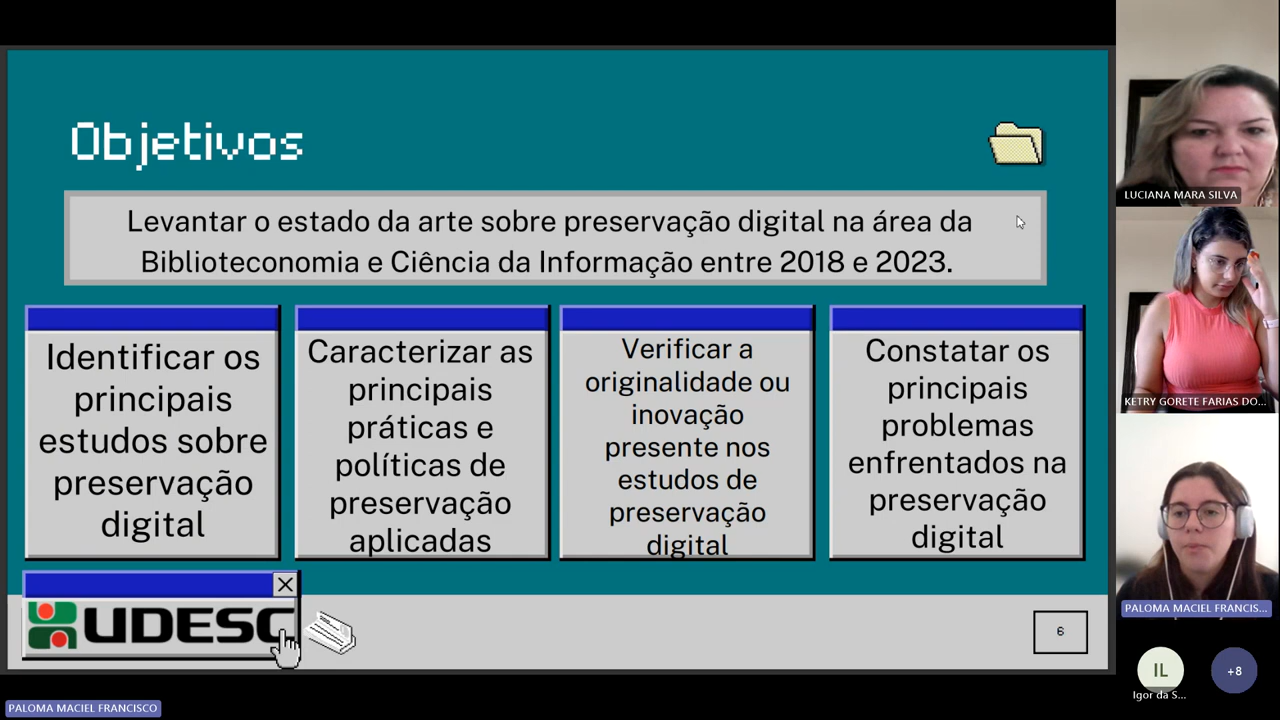 Objetivos
Levantar o estado da arte sobre preservação digital na área da
Biblioteconomia e Ciência da Informação entre 2018 e 2023.
Identificar os
principais
estudos sobre
preservação
digital
Caracterizar as
principais
práticas e
políticas de
preservação
aplicadas
Verificar a
originalidade ou
inovação
presente nos
estudos de
preservação
digital
Constatar os
principais
problemas
enfrentados na
preservação
digital
UDESC
6
LUCIANA MARA SILVA
KETRY GORETE FARIAS DO...
PALOMA MACIEL FRANCIS...
IL
Igor da S...
+8
PALOMA MACIEL FRANCISCO